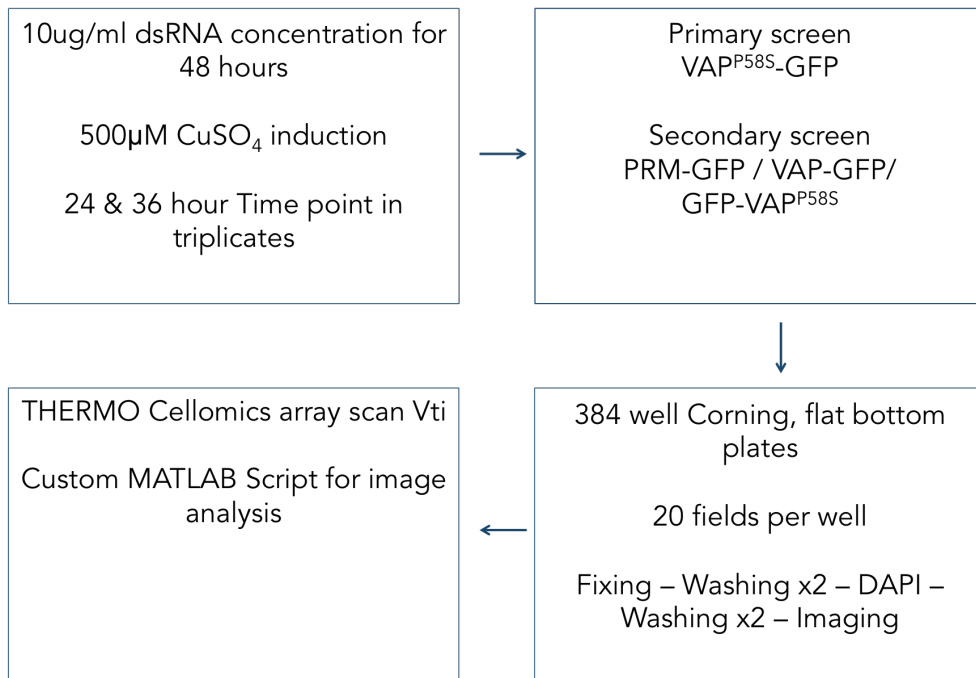 10ug/ml dsRNA concentration for
48 hours
500µM CuSO₄ induction
24 & 36 hour Time point in
triplicates
Primary screen
VAPᴾ⁵⁸ˢ-GFP
Secondary screen
PRM-GFP / VAP-GFP/
GFP-VAPᴾ⁵⁸ˢ
384 well Corning, flat bottom
plates
20 fields per well
Fixing – Washing x2 – DAPI –
Washing x2 – Imaging
THERMO Cellomics array scan Vti
Custom MATLAB Script for image
analysis